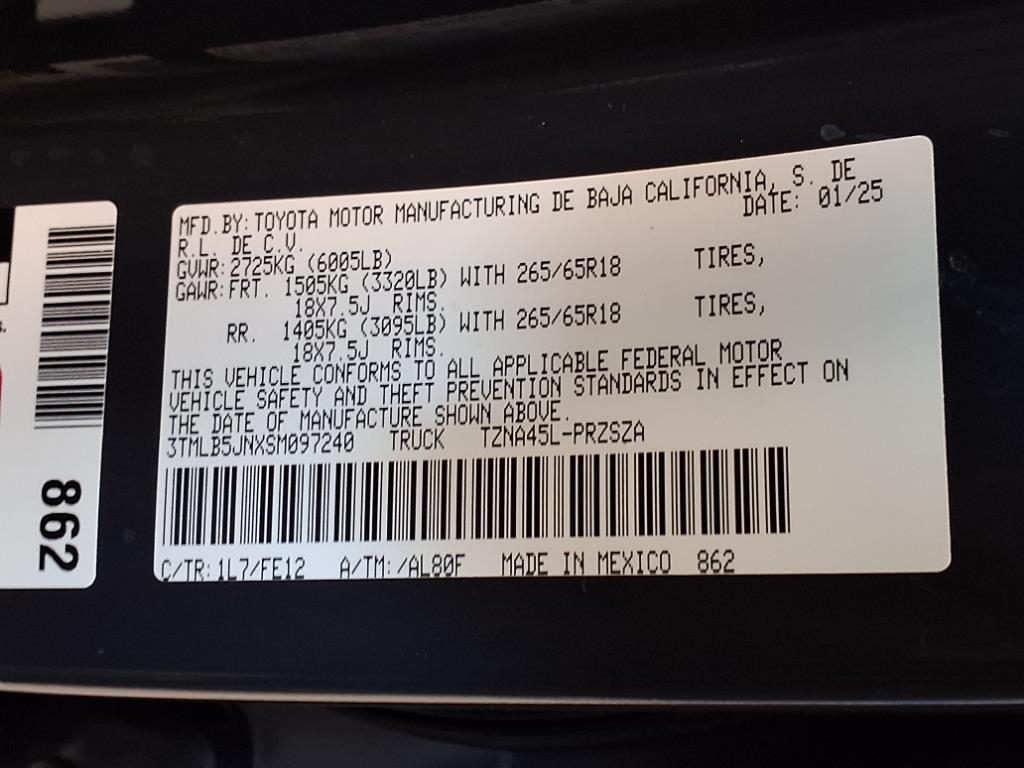 MFD.BY: TOYOTA MOTOR MANUFACTURING DE BAJA CALIFORNIA, S. DE
R.L. DE C.V. DATE: 01/25
GVWR: 2725KG (6005LB)
GAWR: FRT. 1505KG (3320LB) WITH 265/65R18 TIRES,
18X7.5J RIMS.
RR. 1405KG (3095LB) WITH 265/65R18 TIRES,
18X7.5J RIMS.
THIS VEHICLE CONFORMS TO ALL APPLICABLE FEDERAL MOTOR
VEHICLE SAFETY AND THEFT PREVENTION STANDARDS IN EFFECT ON
THE DATE OF MANUFACTURE SHOWN ABOVE.
3TMLB5JNXSM097240 TRUCK TZNA45L-PRZSZA
C/TR: 1L7/FE12 A/TM: /AL80F MADE IN MEXICO 862
862